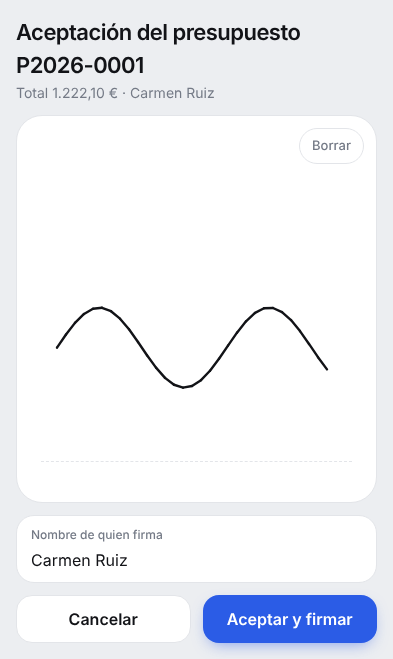 Aceptación del presupuesto
P2026-0001
Total 1.222,10 € · Carmen Ruiz
Borrar
Nombre de quien firma
Carmen Ruiz
Cancelar
Aceptar y firmar